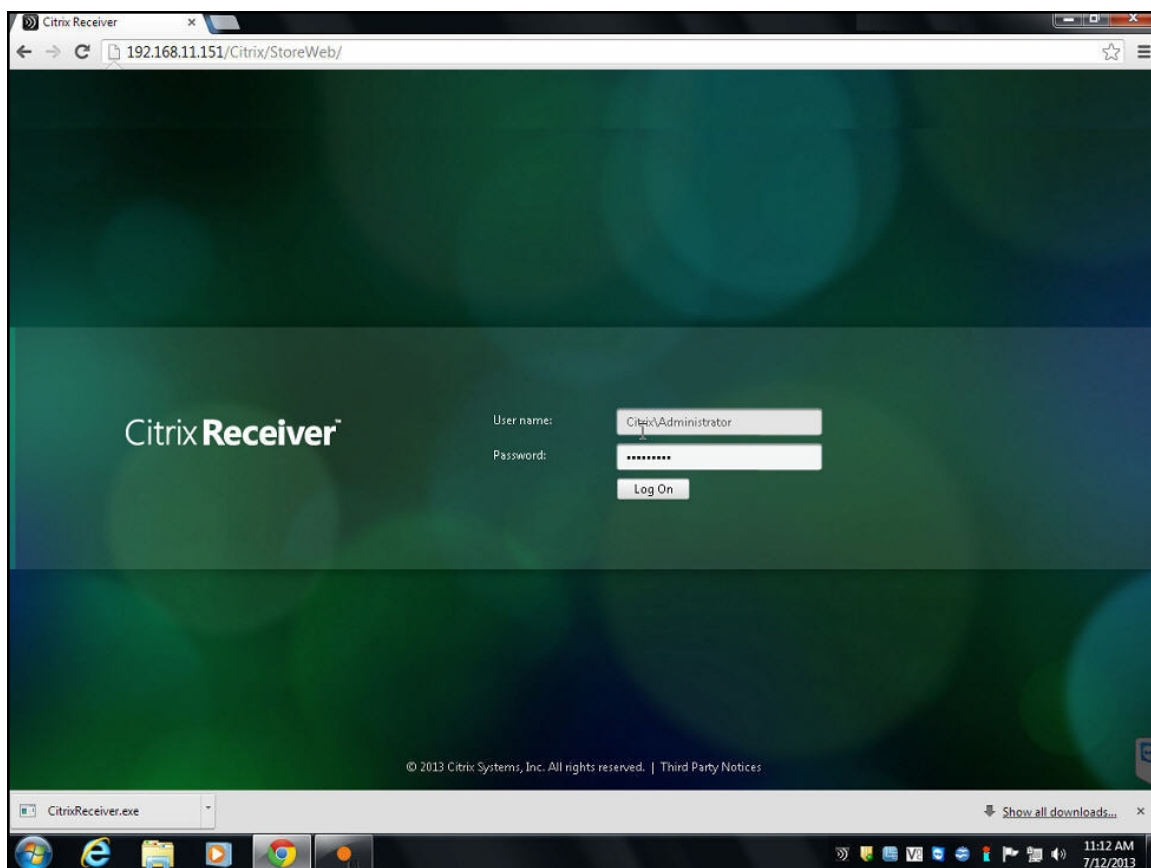 Citrix Receiver
192.168.11.151/Citrix/StoreWeb/
Citrix Receiver™
User name:
Citrix\Administrator
Password:
•••••••••
Log On
© 2013 Citrix Systems, Inc. All rights reserved. | Third Party Notices
CitrixReceiver.exe
Show all downloads...
11:12 AM
7/12/2013